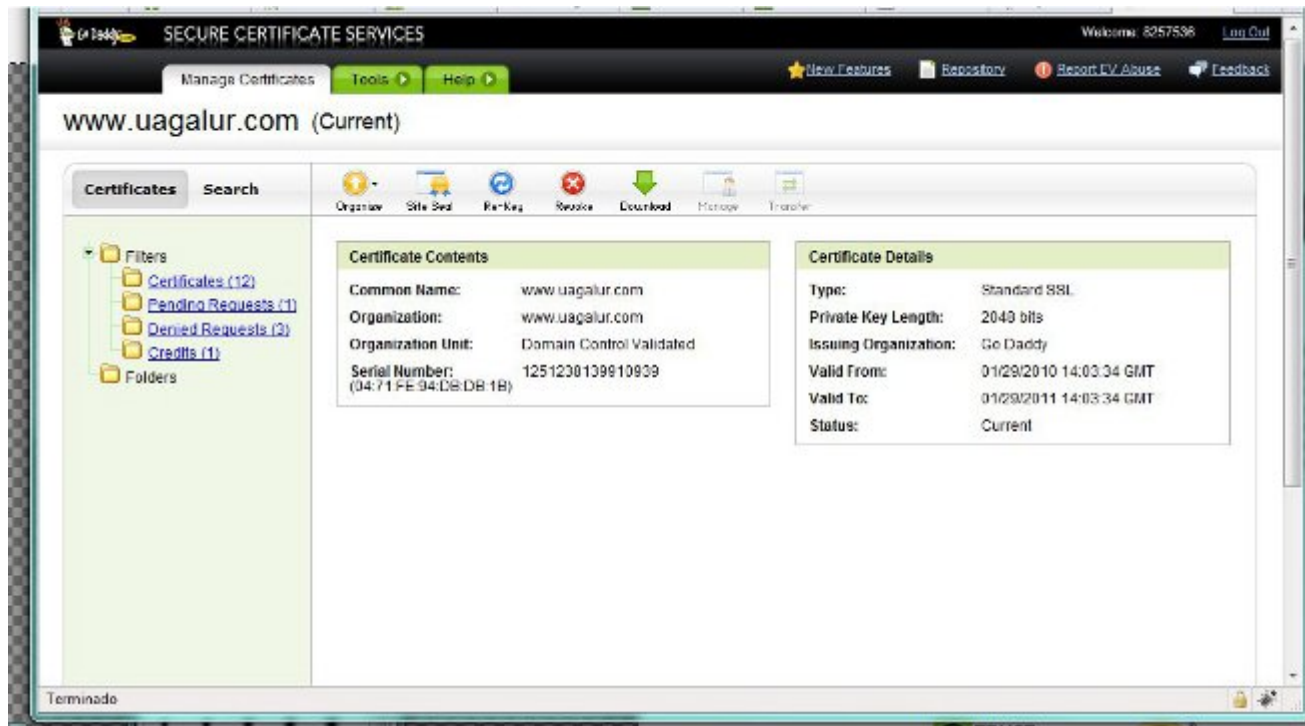 Go Daddy SECURE CERTIFICATE SERVICES Welcome: 8257536 Log Out
Manage Certificates Tools Help New Features Repository Report EV Abuse Feedback
www.uagalur.com (Current)
Certificates Search
Organize Site Seal Re-Key Revoke Download Manage Transfer
Filters
Certificates (12)
Pending Requests (1)
Denied Requests (3)
Credits (1)
Folders
Certificate Contents
Common Name: www.uagalur.com
Organization: www.uagalur.com
Organization Unit: Domain Control Validated
Serial Number: 1251238139910939
(04:71:FE:94:DB:DB:1B)
Certificate Details
Type: Standard SSL
Private Key Length: 2048 bits
Issuing Organization: Go Daddy
Valid From: 01/29/2010 14:03:34 GMT
Valid To: 01/29/2011 14:03:34 GMT
Status: Current
Terminado